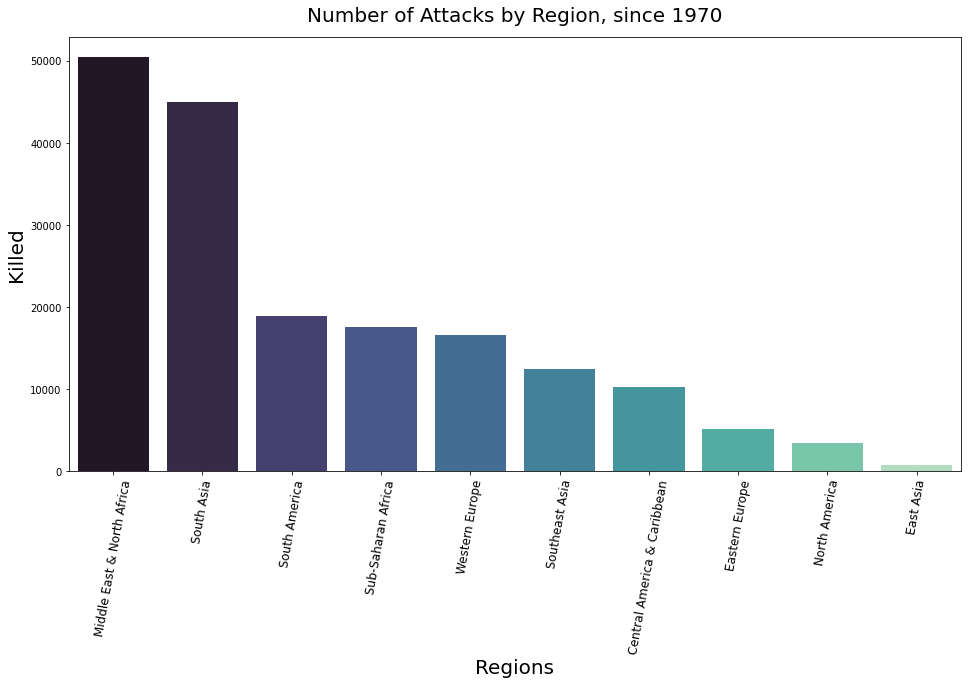 Number of Attacks by Region, since 1970
Killed
50000
40000
30000
20000
10000
0
Middle East & North Africa
South Asia
South America
Sub-Saharan Africa
Western Europe
Southeast Asia
Central America & Caribbean
Eastern Europe
North America
East Asia
Regions